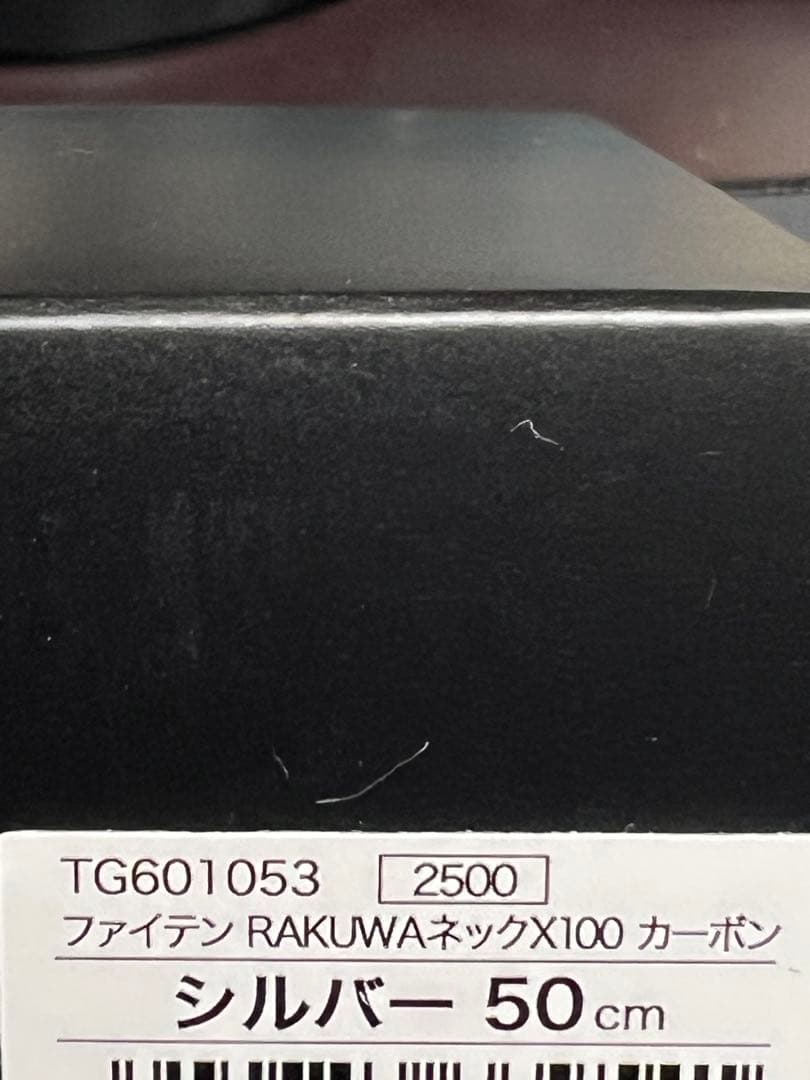 TG601053 2500
ファイテン RAKUWAネックX100 カーボン
シルバー 50cm